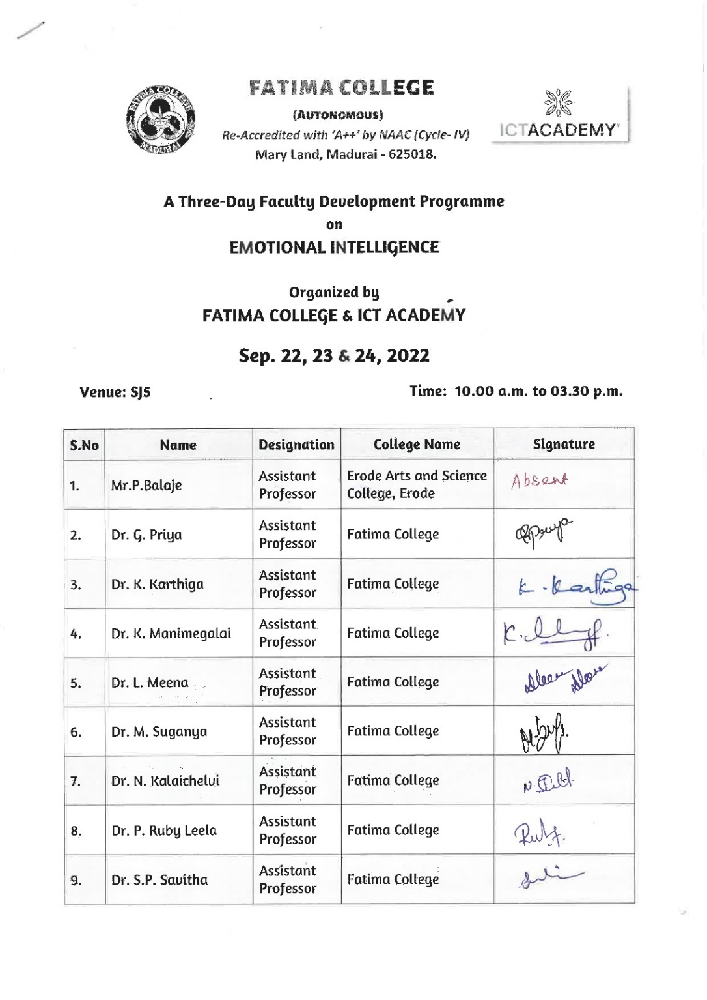 FATIMA COLLEGE
(AUTONOMOUS)
Re-Accredited with ‘A++’ by NAAC (Cycle- IV)
Mary Land, Madurai - 625018.
FATIMA COLLEGE
MADURAI
ICTACADEMY
A Three-Day Faculty Development Programme
on
EMOTIONAL INTELLIGENCE
Organized by
FATIMA COLLEGE & ICT ACADEMY
Sep. 22, 23 & 24, 2022
Venue: SJ5 Time: 10.00 a.m. to 03.30 p.m.
S.No Name Designation College Name Signature
1. Mr.P.Balaje Assistant Professor Erode Arts and Science College, Erode Absent
2. Dr. G. Priya Assistant Professor Fatima College GPriya
3. Dr. K. Karthiga Assistant Professor Fatima College K. Karthiga
4. Dr. K. Manimegalai Assistant Professor Fatima College
5. Dr. L. Meena Assistant Professor Fatima College
6. Dr. M. Suganya Assistant Professor Fatima College
7. Dr. N. Kalaichelvi Assistant Professor Fatima College
8. Dr. P. Ruby Leela Assistant Professor Fatima College
9. Dr. S.P. Savitha Assistant Professor Fatima College